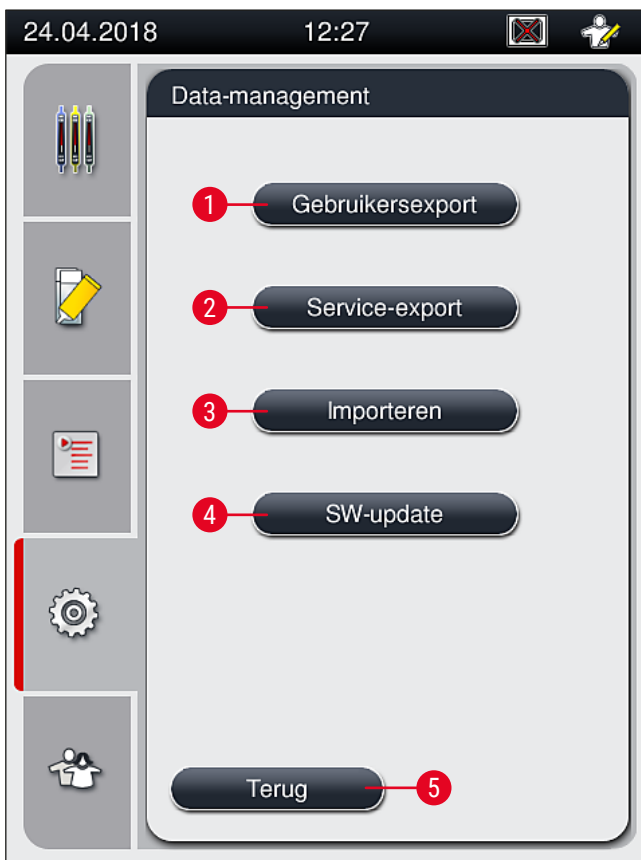 24.04.2018 12:27
Data-management
1 Gebruikersexport
2 Service-export
3 Importeren
4 SW-update
Terug 5